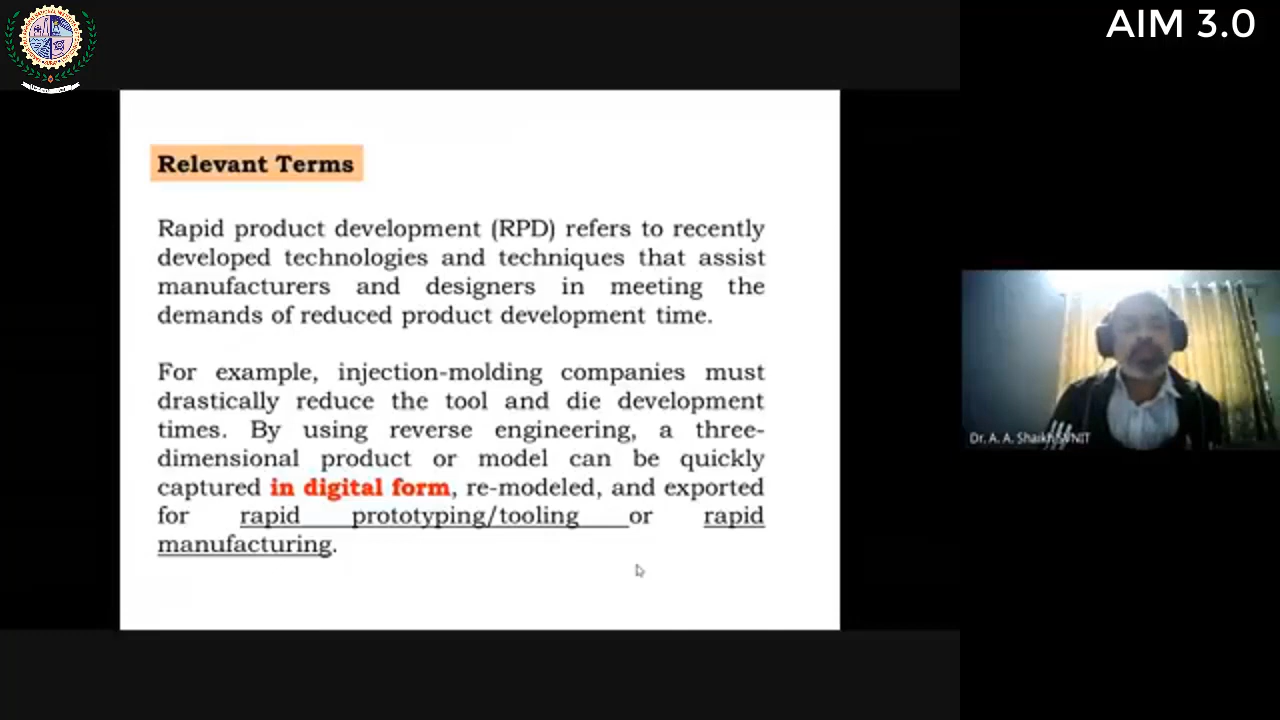 AIM 3.0
Relevant Terms
Rapid product development (RPD) refers to recently
developed technologies and techniques that assist
manufacturers and designers in meeting the
demands of reduced product development time.
For example, injection-molding companies must
drastically reduce the tool and die development
times. By using reverse engineering, a three-
dimensional product or model can be quickly
captured in digital form, re-modeled, and exported
for rapid prototyping/tooling or rapid
manufacturing.
Dr. A. A. Shaikh SVNIT